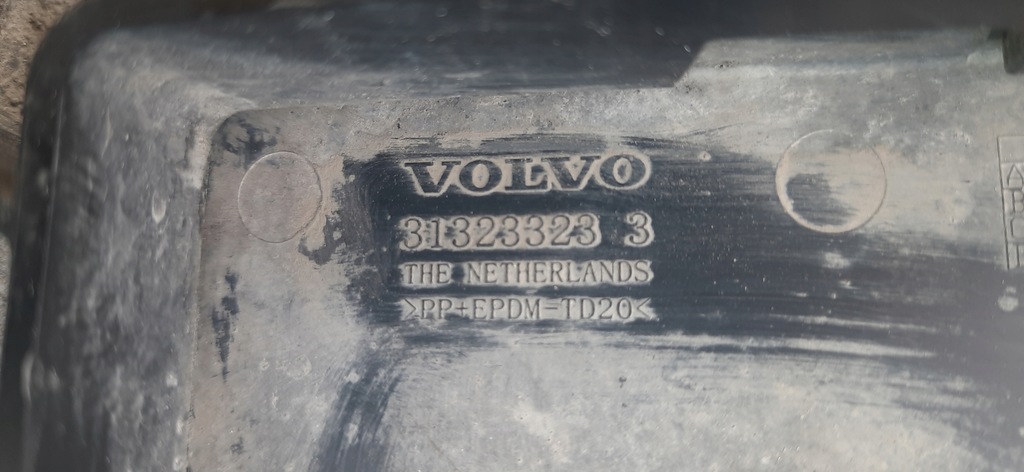 VOLVO
31323323 3
THE NETHERLANDS
>PP+EPDM-TD20<
A
B